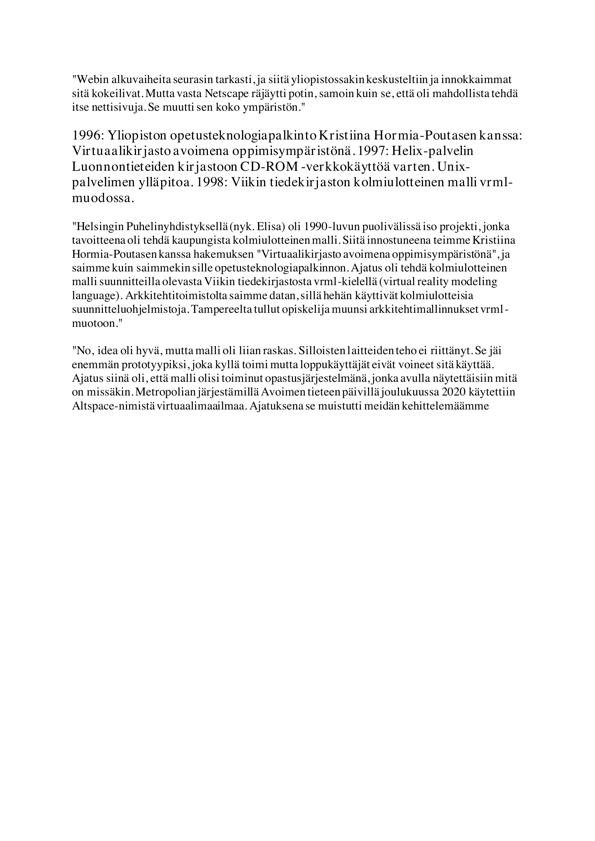 "Webin alkuvaiheita seurasin tarkasti, ja siitä yliopistossakin keskusteltiin ja innokkaimmat
sitä kokeilivat. Mutta vasta Netscape räjäytti potin, samoin kuin se, että oli mahdollista tehdä
itse nettisivuja. Se muutti sen koko ympäristön."
1996: Yliopiston opetusteknologiapalkinto Kristiina Hormia-Poutasen kanssa:
Virtuaalikirjasto avoimena oppimisympäristönä. 1997: Helix-palvelin
Luonnontieteiden kirjastoon CD-ROM -verkkokäyttöä varten. Unix-
palvelimen ylläpitoa. 1998: Viikin tiedekirjaston kolmiulotteinen malli vrml-
muodossa.
"Helsingin Puhelinyhdistyksellä (nyk. Elisa) oli 1990-luvun puolivälissä iso projekti, jonka
tavoitteena oli tehdä kaupungista kolmiulotteinen malli. Siitä innostuneena teimme Kristiina
Hormia-Poutasen kanssa hakemuksen "Virtuaalikirjasto avoimena oppimisympäristönä", ja
saimme kuin saimmekin sille opetusteknologiapalkinnon. Ajatus oli tehdä kolmiulotteinen
malli suunnitteilla olevasta Viikin tiedekirjastosta vrml-kielellä (virtual reality modeling
language). Arkkitehtitoimistolta saimme datan, sillä hehän käyttivät kolmiulotteisia
suunnitteluohjelmistoja. Tampereelta tullut opiskelija muunsi arkkitehtimallinnukset vrml-
muotoon."
"No, idea oli hyvä, mutta malli oli liian raskas. Silloisten laitteiden teho ei riittänyt. Se jäi
enemmän prototyypiksi, joka kyllä toimi mutta loppukäyttäjät eivät voineet sitä käyttää.
Ajatus siinä oli, että malli olisi toiminut opastusjärjestelmänä, jonka avulla näytettäisiin mitä
on missäkin. Metropolian järjestämillä Avoimen tieteen päivillä joulukuussa 2020 käytettiin
Altspace-nimistä virtuaalimaailmaa. Ajatuksena se muistutti meidän kehittelemäämme